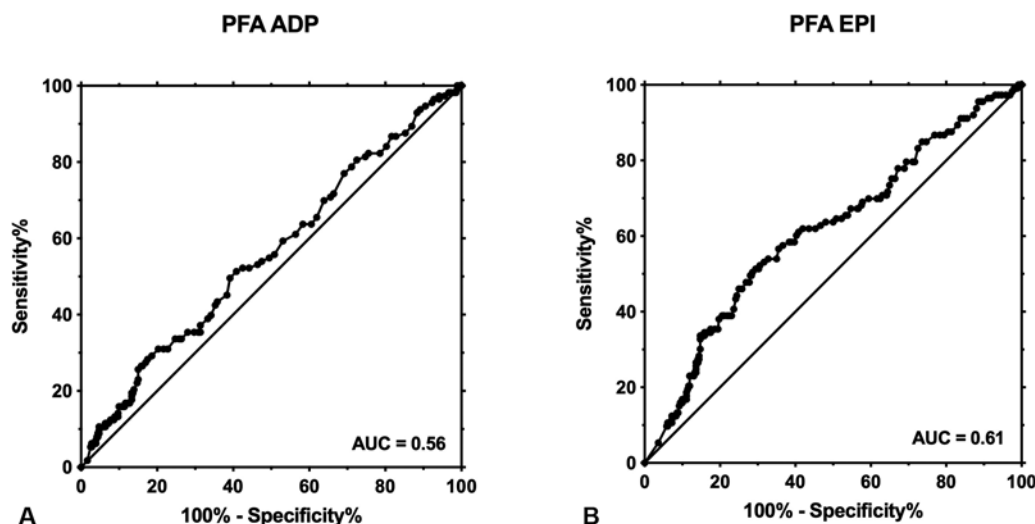 PFA ADP
100
80
60
40
20
0
Sensitivity%
0 20 40 60 80 100
100% - Specificity%
AUC = 0.56
A
PFA EPI
100
80
60
40
20
0
Sensitivity%
0 20 40 60 80 100
100% - Specificity%
AUC = 0.61
B